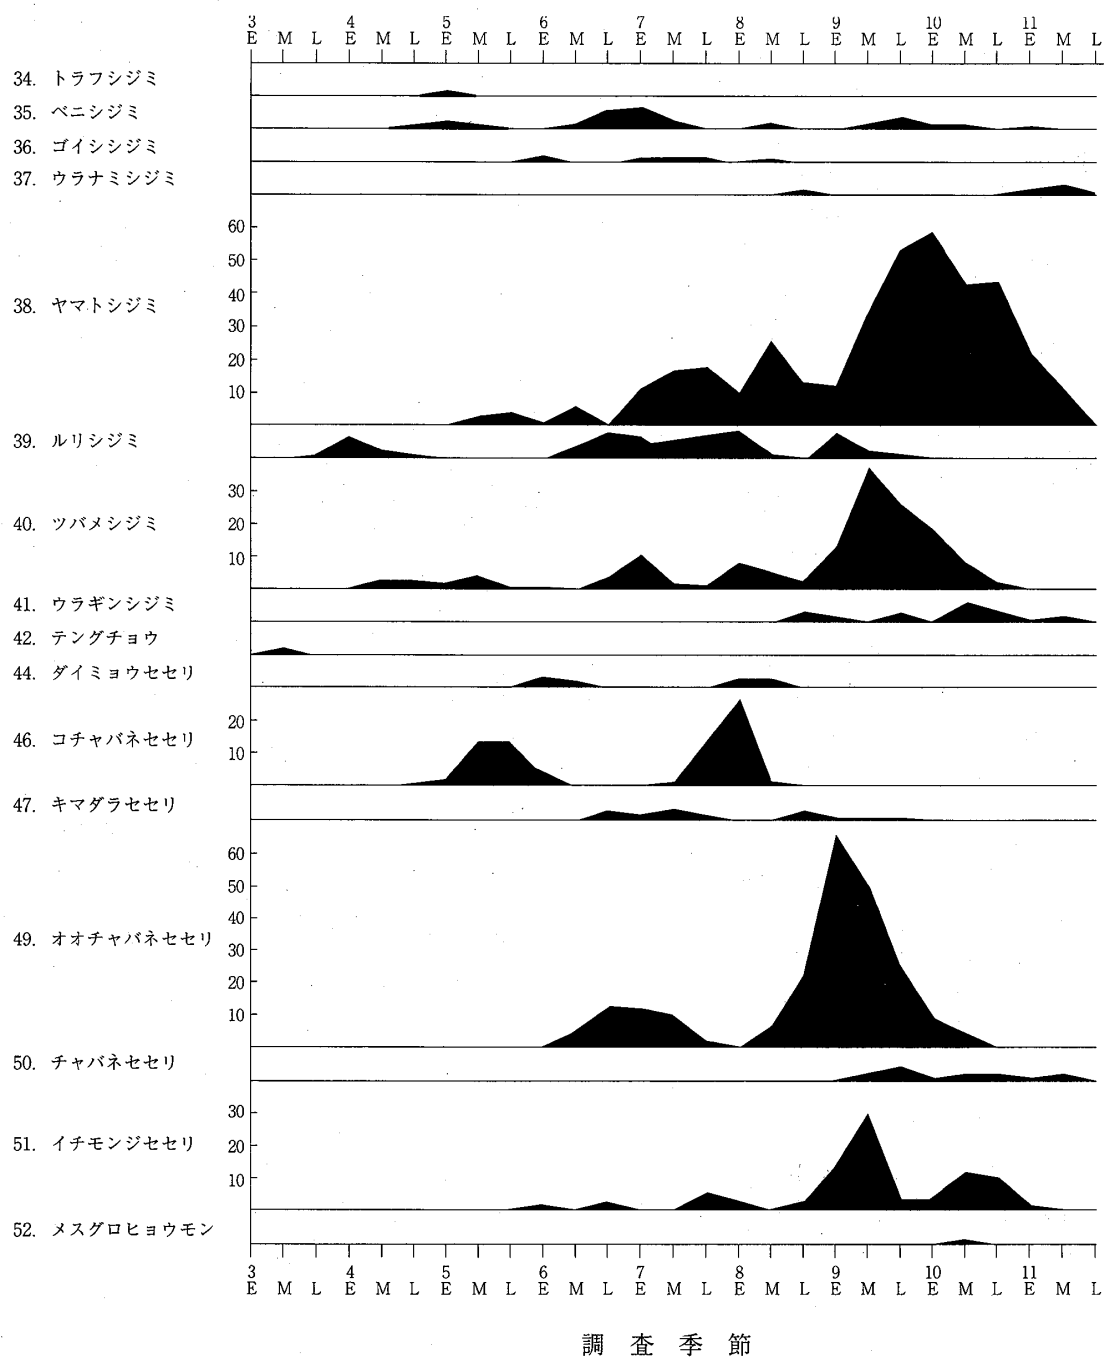 3 4 5 6 7 8 9 10 11
E M L E M L E M L E M L E M L E M L E M L E M L E M L
34. トラフシジミ
35. ベニシジミ
36. ゴイシシジミ
37. ウラナミシジミ
60
50
40
38. ヤマトシジミ
30
20
10
39. ルリシジミ
30
40. ツバメシジミ
20
10
41. ウラギンシジミ
42. テングチョウ
44. ダイミョウセセリ
20
46. コチャバネセセリ
10
47. キマダラセセリ
60
50
40
49. オオチャバネセセリ
30
20
10
50. チャバネセセリ
30
51. イチモンジセセリ
20
10
52. メスグロヒョウモン
3 4 5 6 7 8 9 10 11
E M L E M L E M L E M L E M L E M L E M L E M L E M L
調査季節